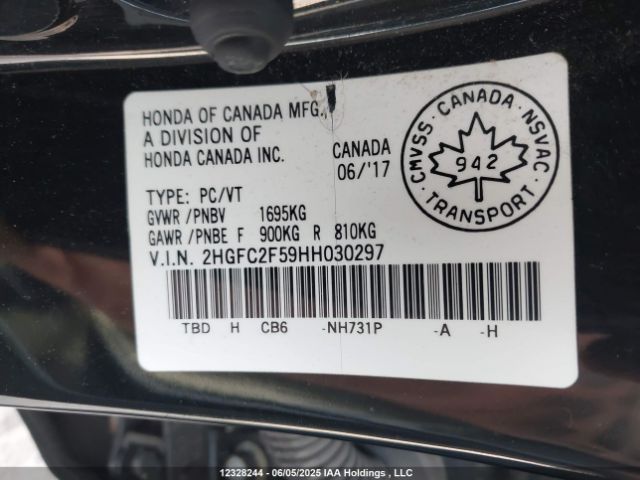 HONDA OF CANADA MFG.,
A DIVISION OF
HONDA CANADA INC.
CANADA
06/'17
CMVSS · CANADA · NSVAC ·
942
TRANSPORT
TYPE: PC/VT
GVWR /PNBV 1695KG
GAWR /PNBE F 900KG R 810KG
V.I.N. 2HGFC2F59HH030297
TBD H CB6 -NH731P -A -H
12328244 - 06/05/2025 IAA Holdings , LLC